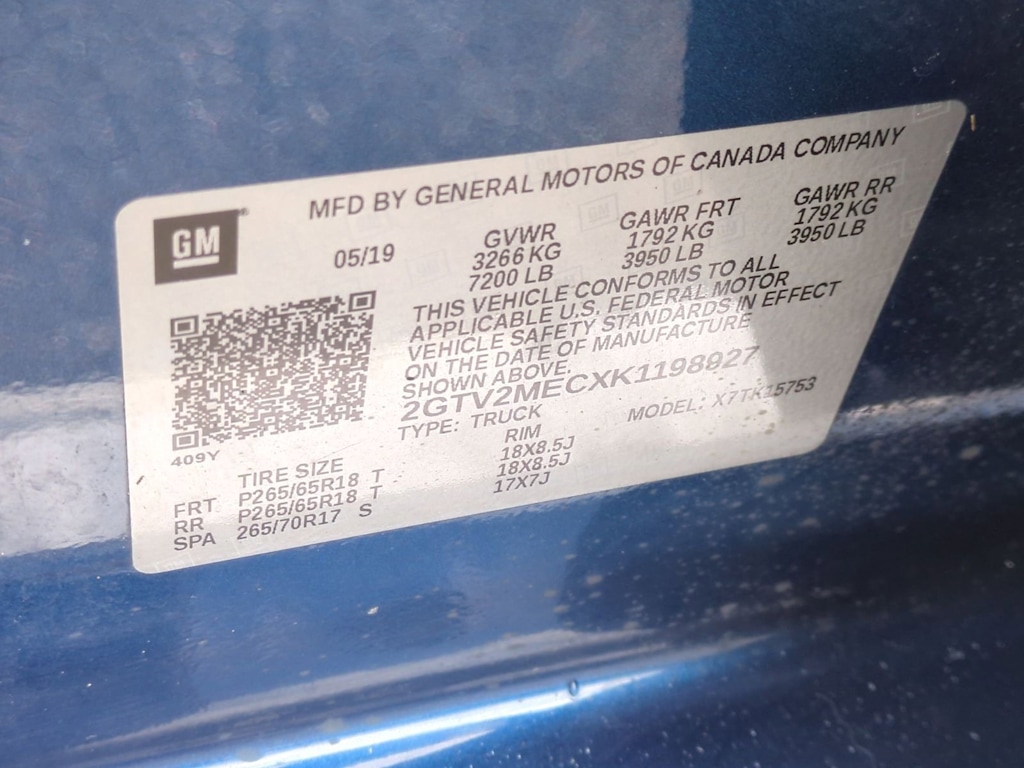 MFD BY GENERAL MOTORS OF CANADA COMPANY
GM
05/19
GVWR
3266 KG
7200 LB
GAWR FRT
1792 KG
3950 LB
GAWR RR
1792 KG
3950 LB
THIS VEHICLE CONFORMS TO ALL
APPLICABLE U.S. FEDERAL MOTOR
VEHICLE SAFETY STANDARDS IN EFFECT
ON THE DATE OF MANUFACTURE
SHOWN ABOVE.
2GTV2MECXK1198927
TYPE: TRUCK MODEL: X7TK15753
409Y
TIRE SIZE RIM
FRT P265/65R18 T 18X8.5J
RR P265/65R18 T 18X8.5J
SPA 265/70R17 S 17X7J